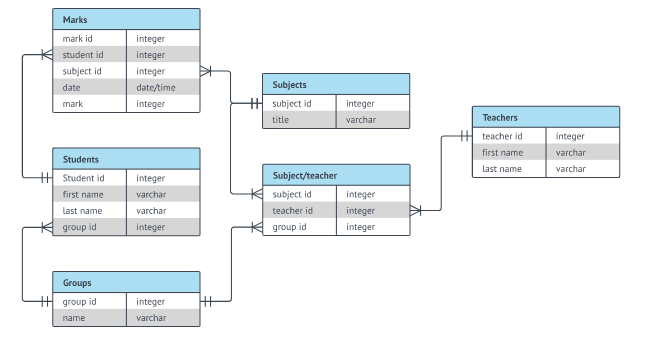 Marks
mark id integer
student id integer
subject id integer
date date/time
mark integer
Subjects
subject id integer
title varchar
Teachers
teacher id integer
first name varchar
last name varchar
Students
Student id integer
first name varchar
last name varchar
group id integer
Subject/teacher
subject id integer
teacher id integer
group id integer
Groups
group id integer
name varchar